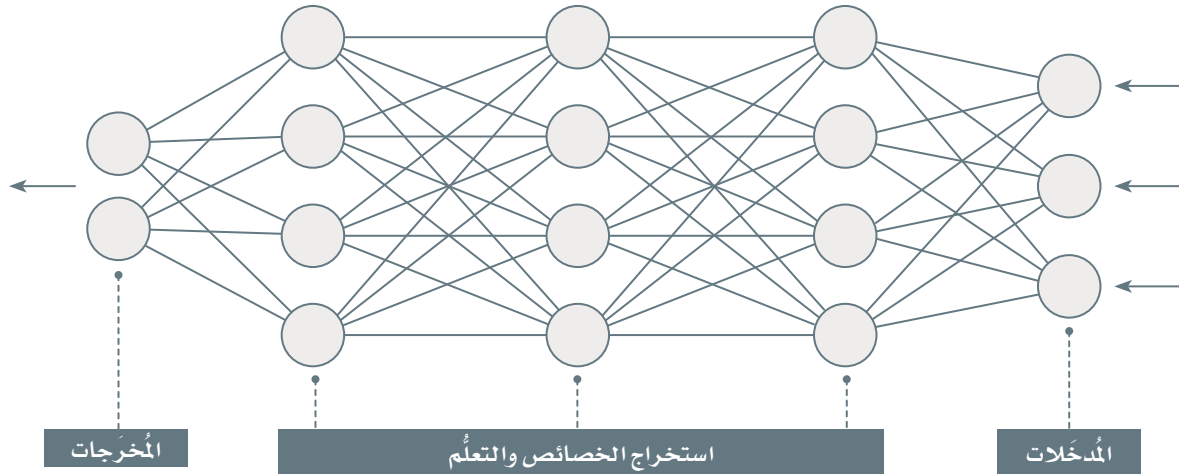 المُدخَلات
استخراج الخصائص والتعلُّم
المُخرَجات